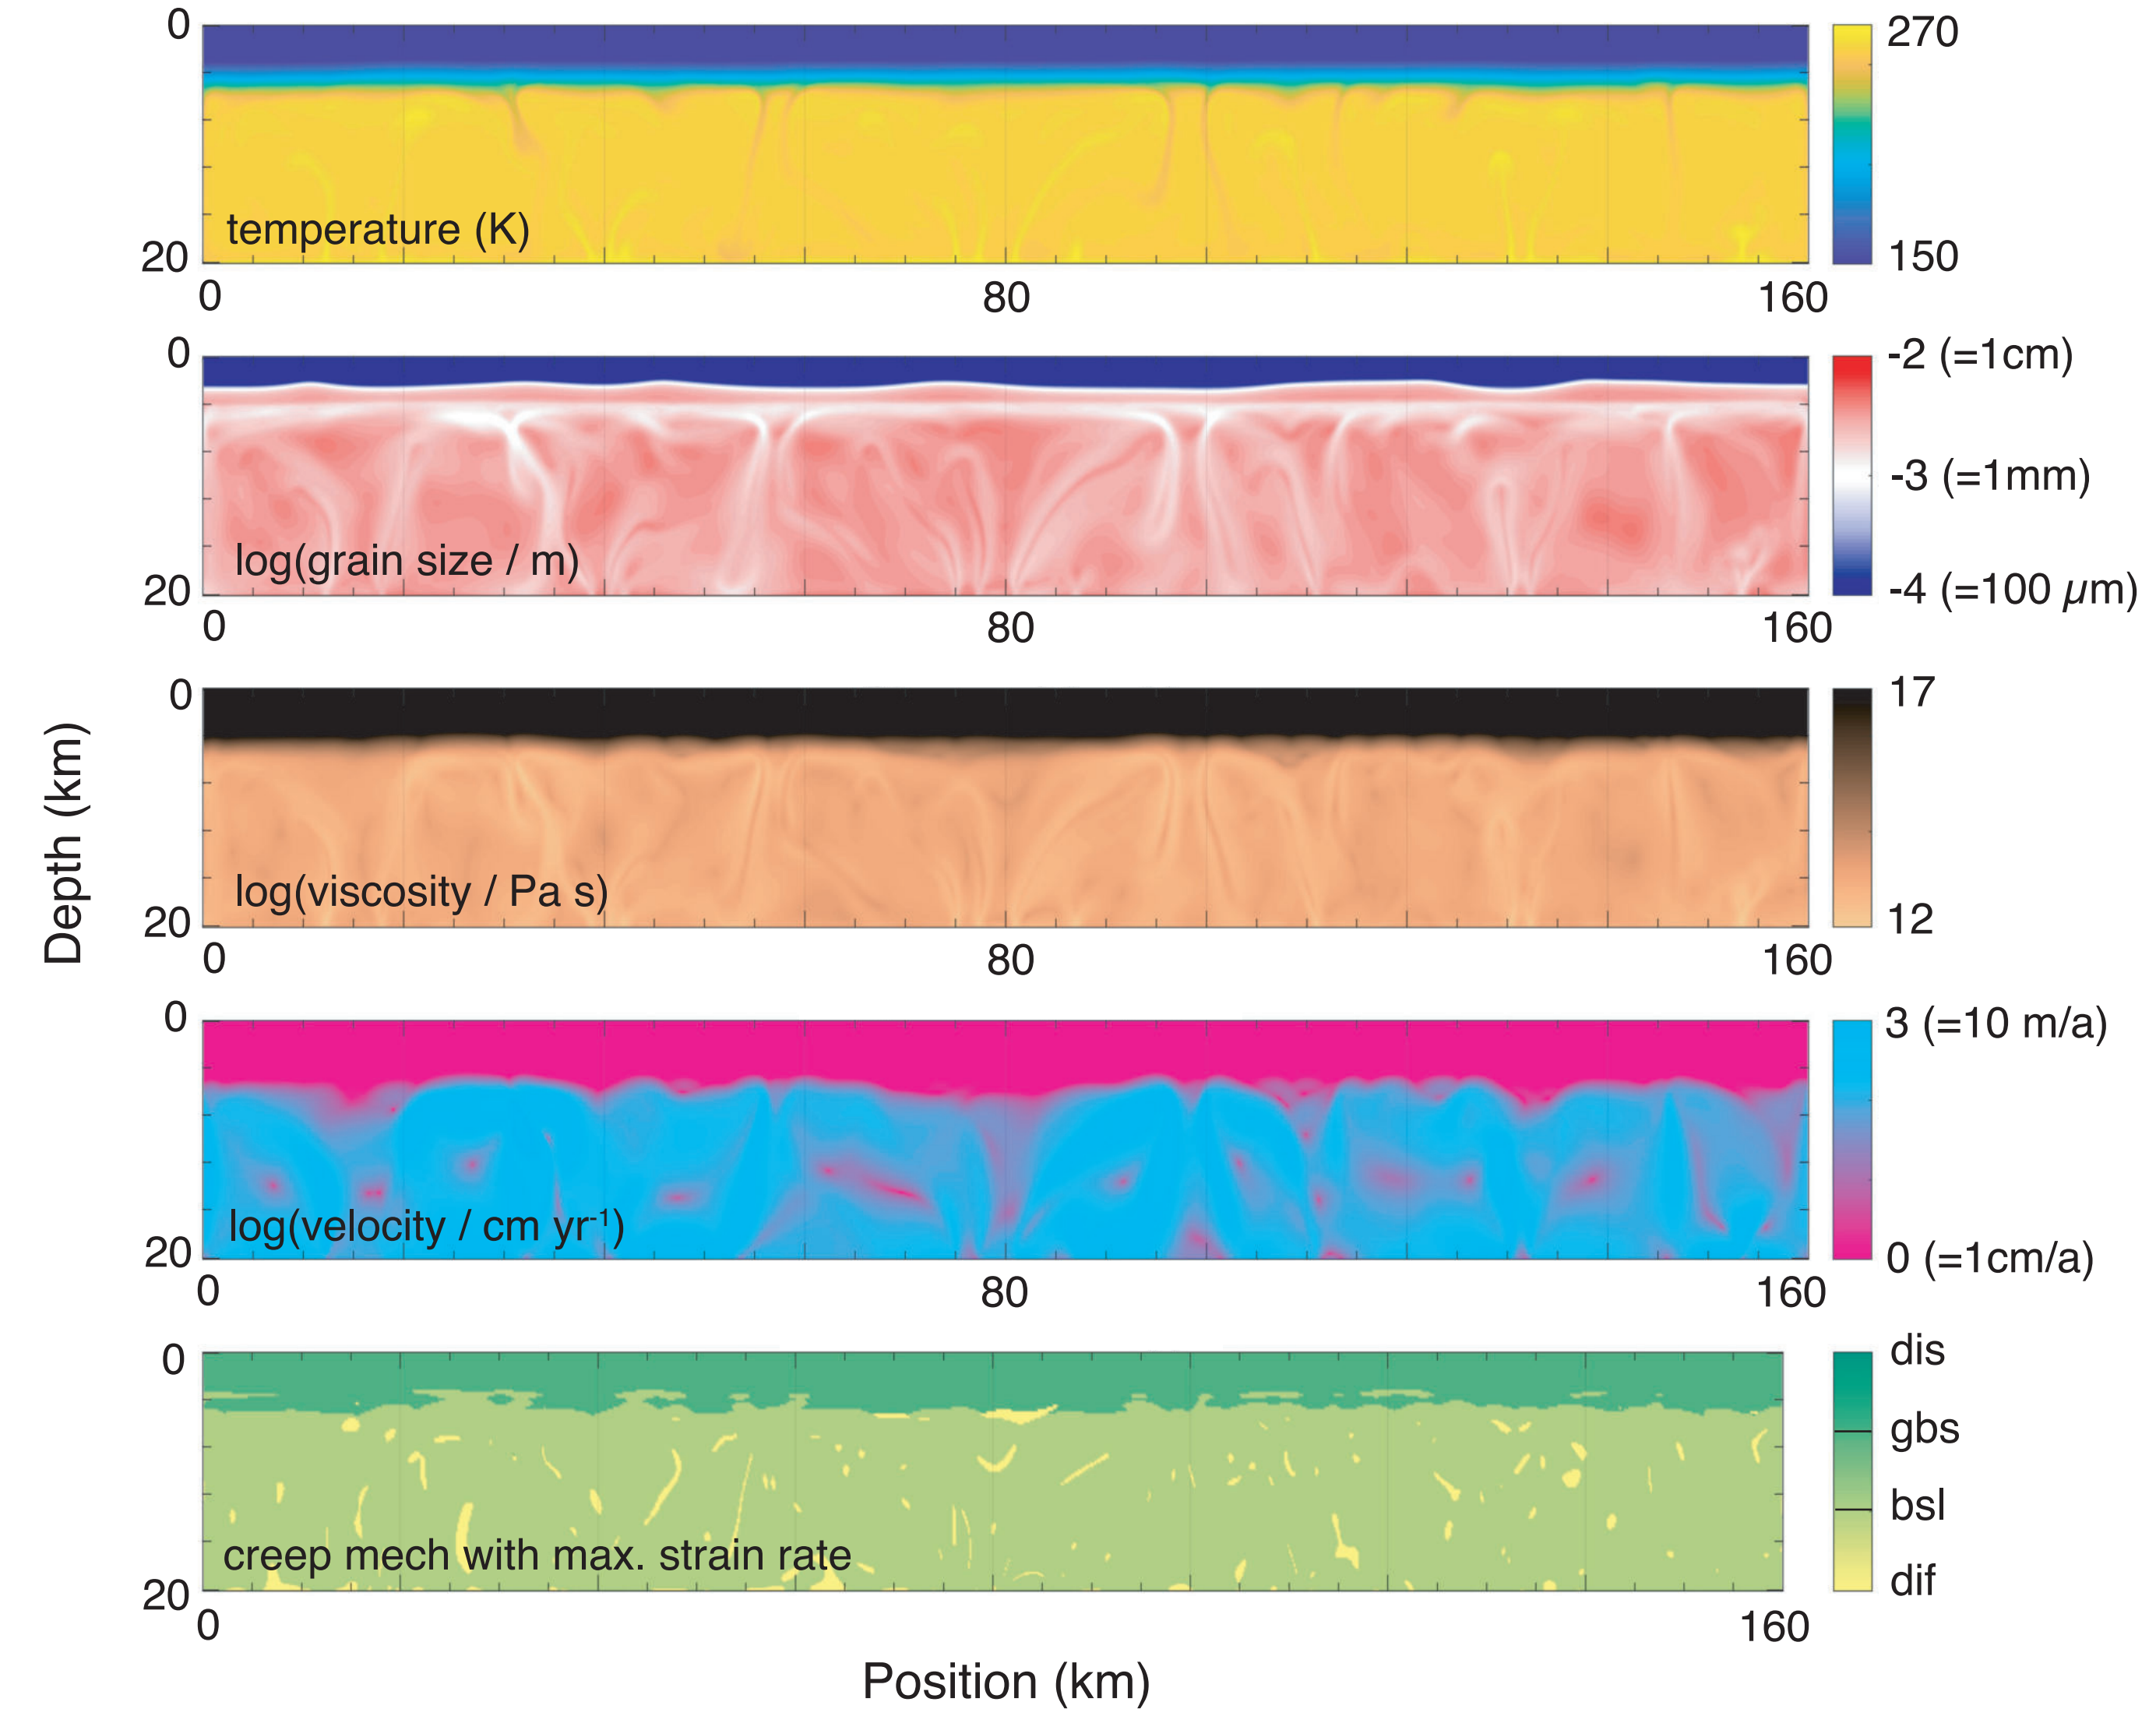 0
270
temperature (K)
20
150
0 80 160
0
-2 (=1cm)
-3 (=1mm)
log(grain size / m)
20
-4 (=100 μm)
0 80 160
0
17
log(viscosity / Pa s)
20
12
0 80 160
Depth (km)
0
3 (=10 m/a)
log(velocity / cm yr-1)
20
0 (=1cm/a)
0 80 160
0
dis
gbs
bsl
creep mech with max. strain rate
dif
20
0 160
Position (km)